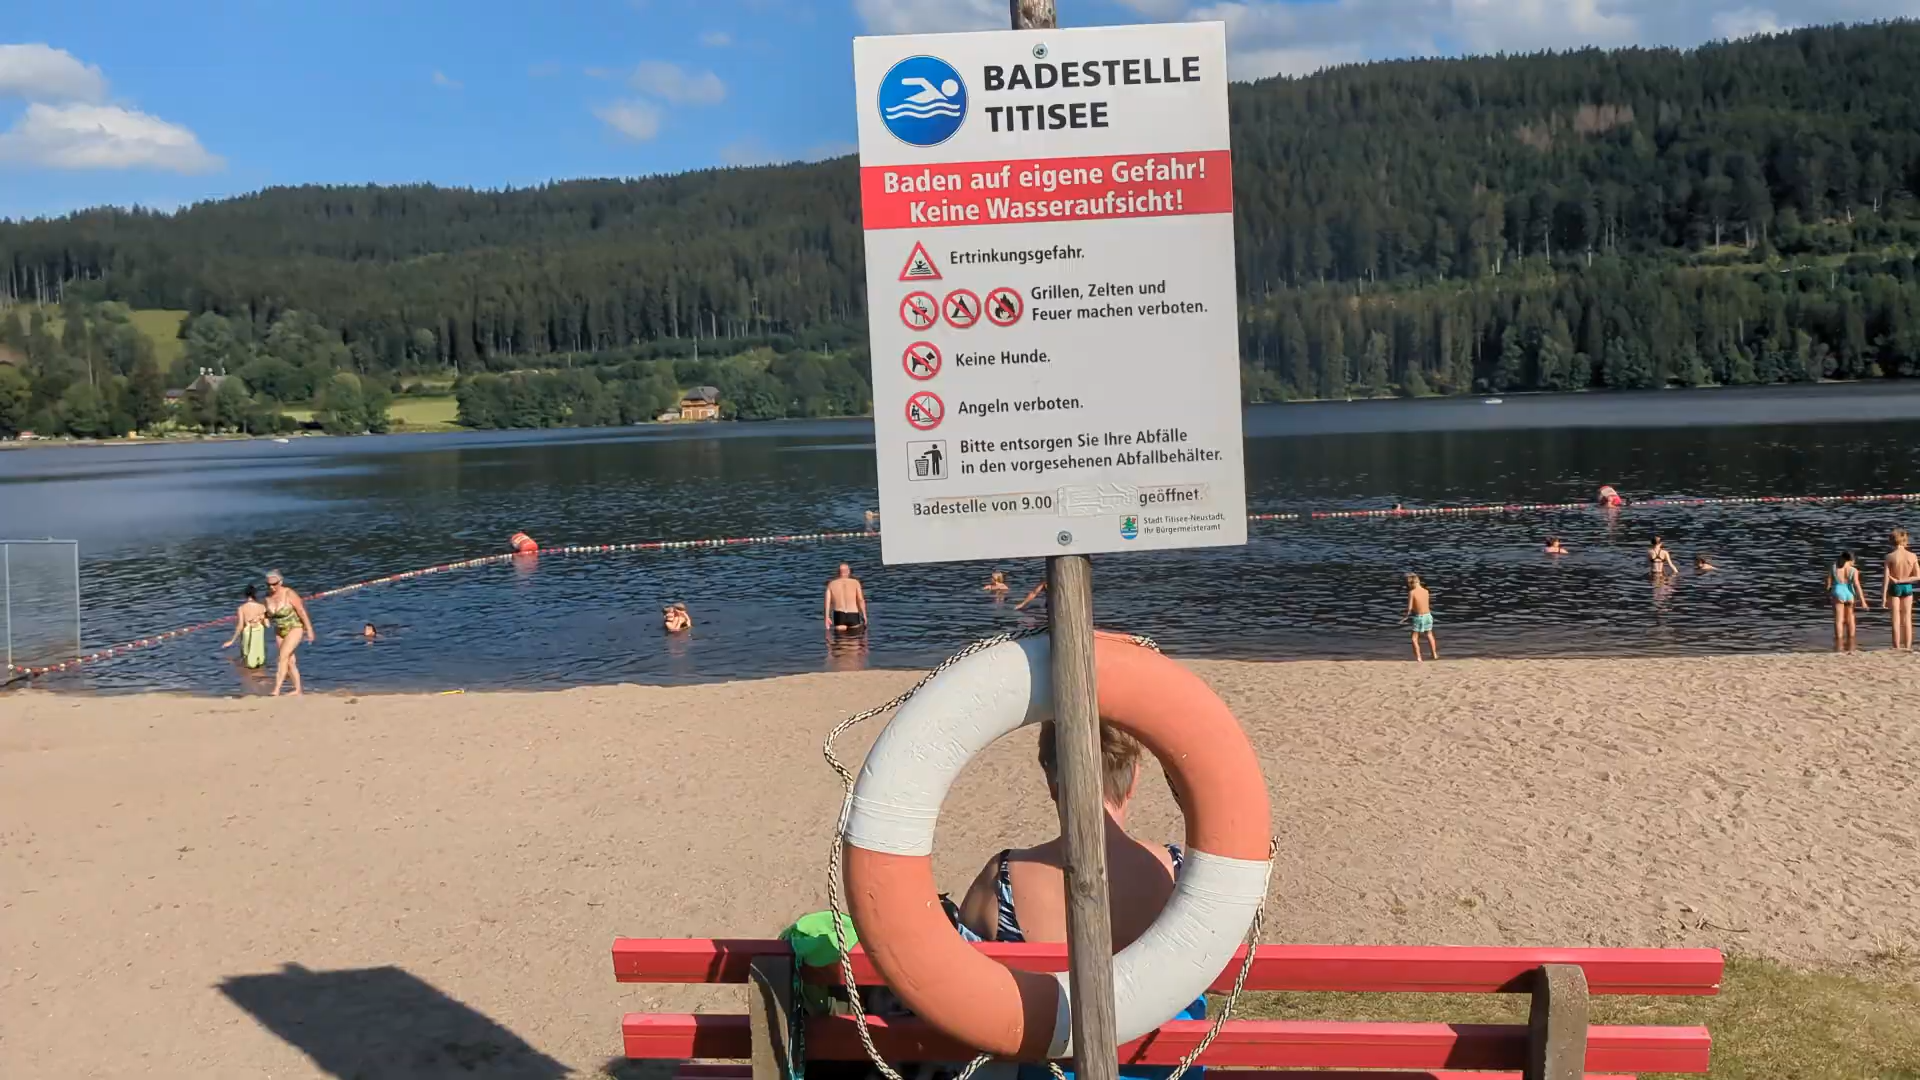 BADESTELLE
TITISEE
Baden auf eigene Gefahr!
Keine Wasseraufsicht!
Ertrinkungsgefahr.
Grillen, Zelten und
Feuer machen verboten.
Keine Hunde.
Angeln verboten.
Bitte entsorgen Sie Ihre Abfälle
in den vorgesehenen Abfallbehälter.
Badestelle von 9.00 geöffnet.
Stadt Titisee-Neustadt,
Ihr Bürgermeisteramt